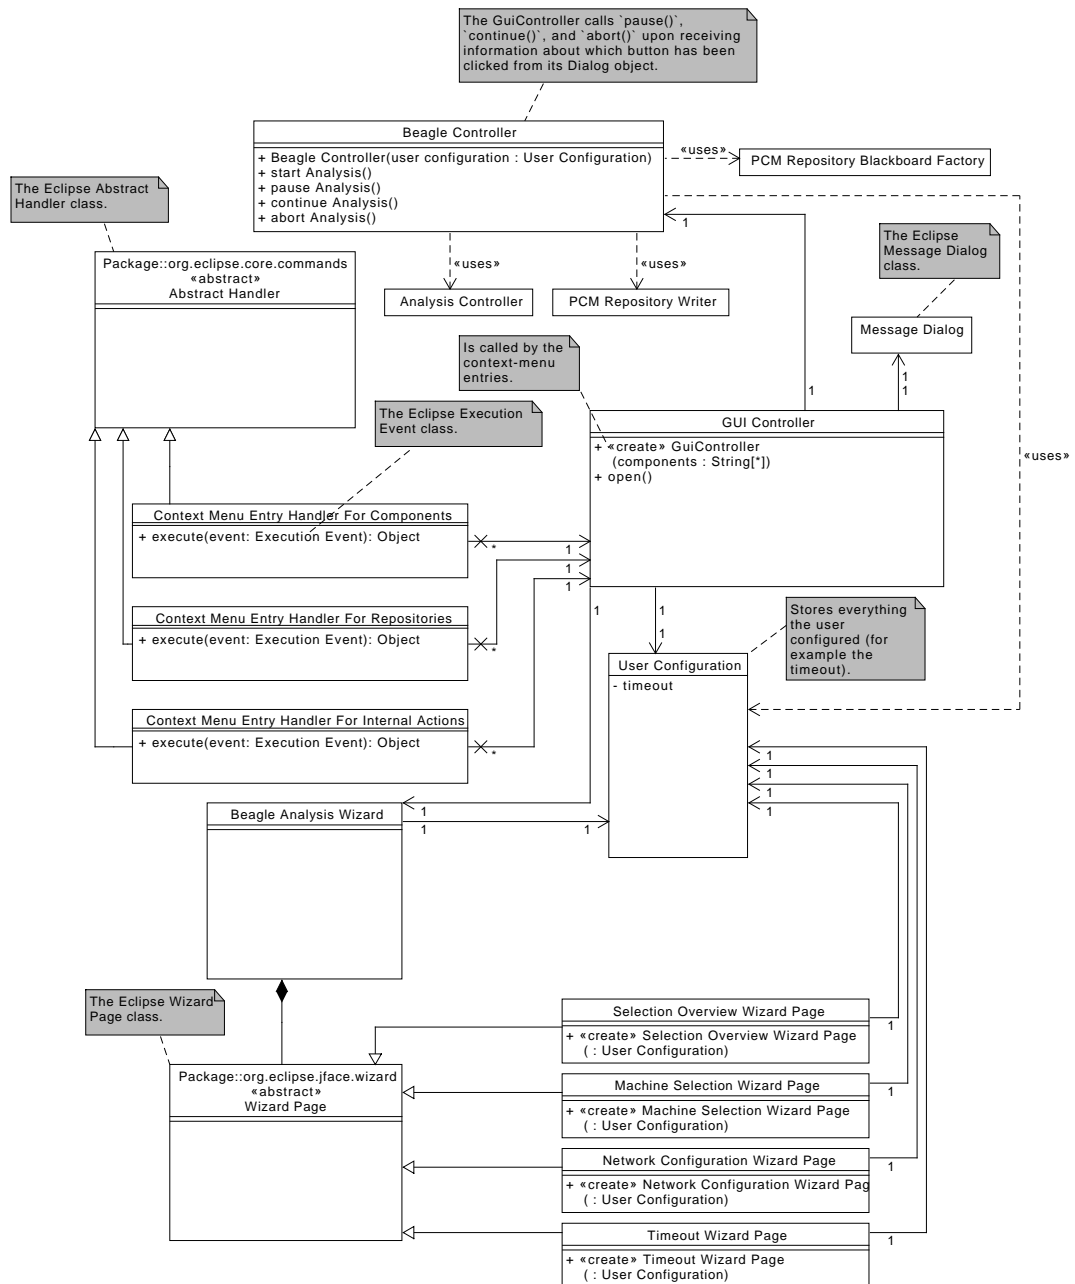 The GuiController calls `pause()`,
`continue()`, and `abort()` upon receiving
information about which button has been
clicked from its Dialog object.
Beagle Controller
+ Beagle Controller(user configuration : User Configuration)
+ start Analysis()
+ pause Analysis()
+ continue Analysis()
+ abort Analysis()
«uses»
PCM Repository Blackboard Factory
The Eclipse Abstract
Handler class.
1
The Eclipse
Message Dialog
class.
Package::org.eclipse.core.commands
«abstract»
Abstract Handler
«uses»
«uses»
Analysis Controller
PCM Repository Writer
Message Dialog
Is called by the
context-menu
entries.
1
1
1
The Eclipse Execution
Event class.
GUI Controller
+ «create» GuiController
(components : String[*])
+ open()
«uses»
Context Menu Entry Handler For Components
+ execute(event: Execution Event): Object
*
1
1
1
Context Menu Entry Handler For Repositories
+ execute(event: Execution Event): Object
*
1
1
1
Stores everything
the user
configured (for
example the
timeout).
User Configuration
- timeout
Context Menu Entry Handler For Internal Actions
+ execute(event: Execution Event): Object
*
1
1
1
1
Beagle Analysis Wizard
1
1
1
The Eclipse Wizard
Page class.
Package::org.eclipse.jface.wizard
«abstract»
Wizard Page
Selection Overview Wizard Page
+ «create» Selection Overview Wizard Page
( : User Configuration)
1
Machine Selection Wizard Page
+ «create» Machine Selection Wizard Page
( : User Configuration)
1
Network Configuration Wizard Page
+ «create» Network Configuration Wizard Pag
( : User Configuration)
1
Timeout Wizard Page
+ «create» Timeout Wizard Page
( : User Configuration)
1